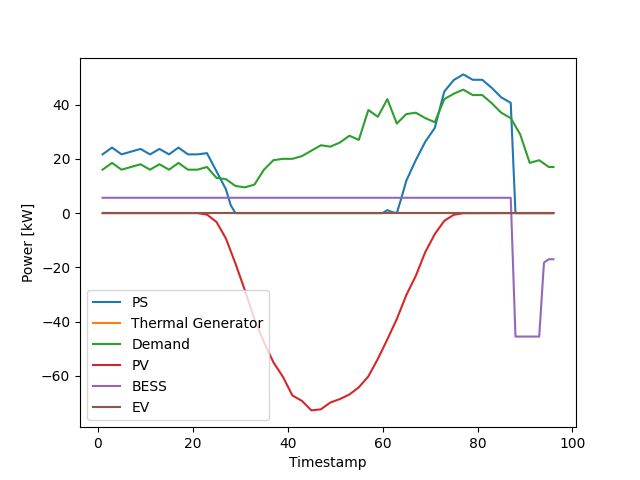 Power [kW]
40
20
0
−20
−40
−60
PS
Thermal Generator
Demand
PV
BESS
EV
0 20 40 60 80 100
Timestamp